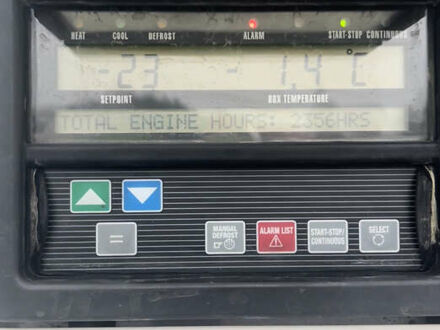 HEAT COOL DEFROST ALARM START-STOP CONTINUOUS
-23 - 1.4 °C
SETPOINT BOX TEMPERATURE
TOTAL ENGINE HOURS: 2356HRS
=
MANUAL DEFROST
ALARM LIST
START-STOP/ CONTINUOUS
SELECT